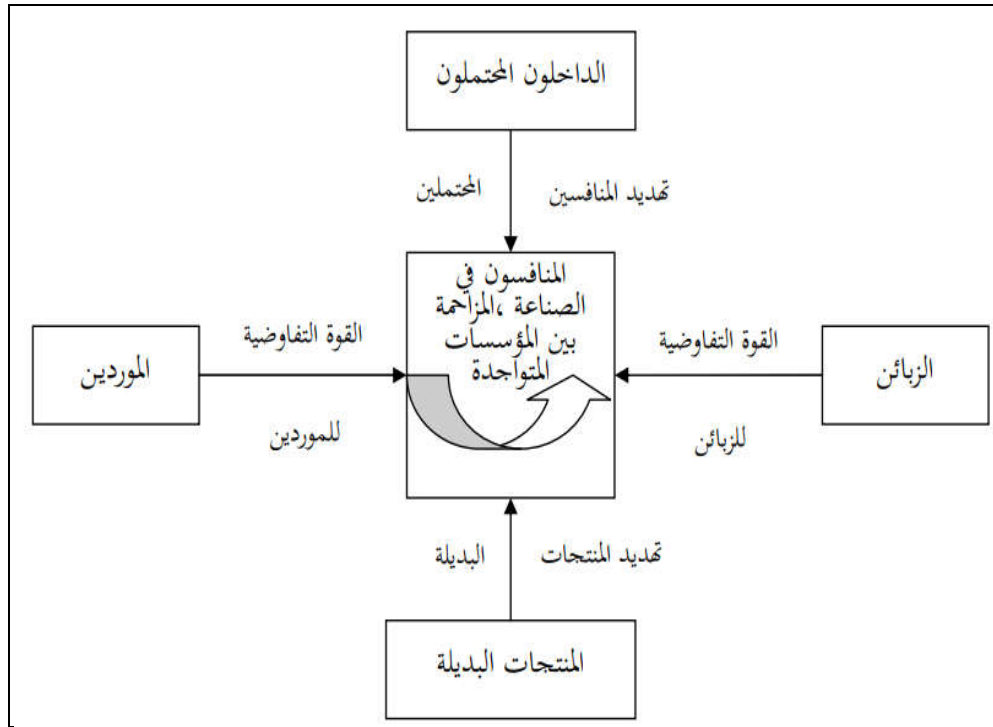 الداخلون المحتملون
تهديد المنافسين
المحتملين
المنافسون في
الصناعة ،المزاحمة
بين المؤسسات
المتواجدة
الزبائن
القوة التفاوضية
للزبائن
القوة التفاوضية
للموردين
الموردين
تهديد المنتجات
البديلة
المنتجات البديلة